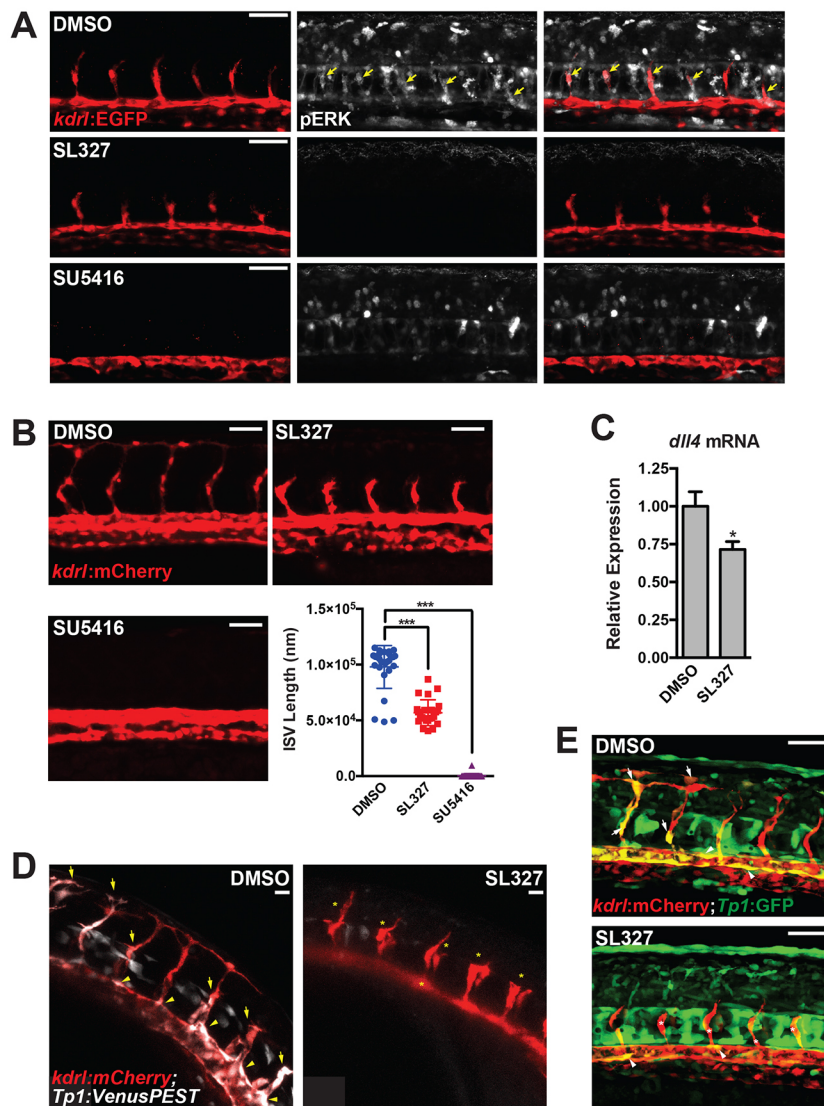 A
DMSO
kdrl:EGFP
pERK
SL327
SU5416
B
DMSO
SL327
kdrl:mCherry
SU5416
ISV Length (nm)
1.5×10⁵
1.0×10⁵
5.0×10⁴
0.0
***
***
DMSO
SL327
SU5416
C
dll4 mRNA
Relative Expression
1.25
1.00
0.75
0.50
0.25
0.00
*
DMSO
SL327
D
DMSO
kdrl:mCherry;
Tp1:VenusPEST
SL327
* * * * * * *
E
DMSO
kdrl:mCherry;Tp1:GFP
SL327
* * * *